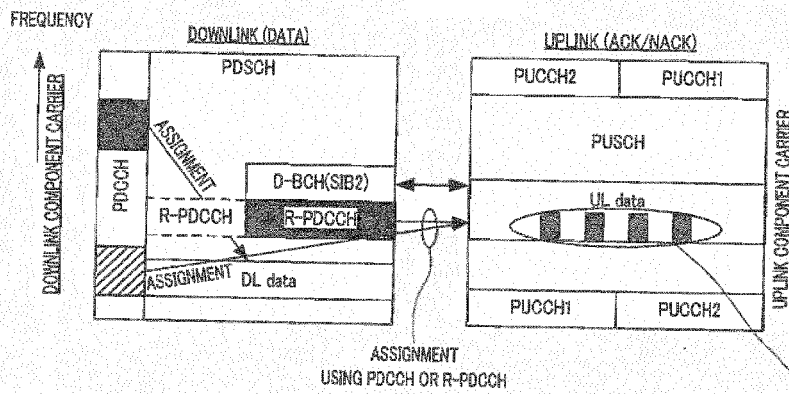 FREQUENCY
DOWNLINK (DATA)
UPLINK (ACK/NACK)
DOWNLINK COMPONENT CARRIER
PDCCH
PDSCH
ASSIGNMENT
D-BCH(SIB2)
R-PDCCH
R-PDCCH
ASSIGNMENT
DL data
PUCCH2
PUCCH1
PUSCH
UL data
PUCCH1
PUCCH2
UPLINK COMPONENT CARRIER
ASSIGNMENT
USING PDCCH OR R-PDCCH